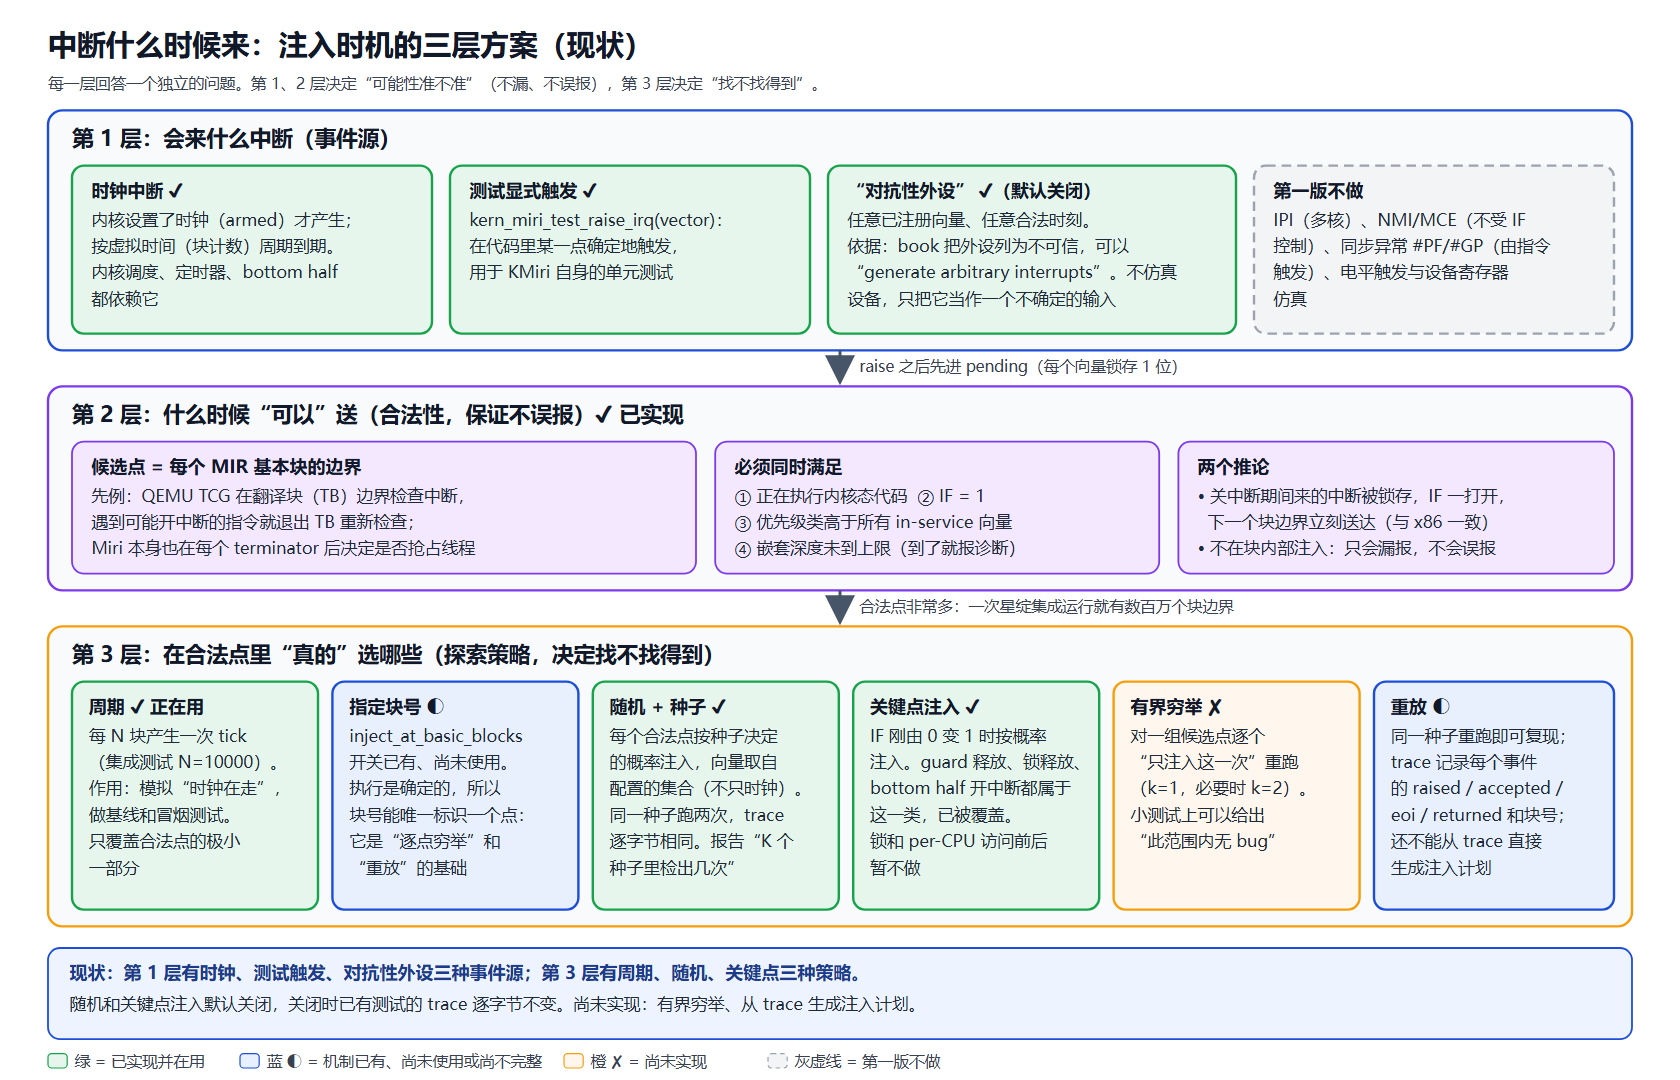 中断什么时候来：注入时机的三层方案（现状）
每一层回答一个独立的问题。第 1、2 层决定“可能性准不准”（不漏、不误报），第 3 层决定“找不找得到”。
第 1 层：会来什么中断（事件源）
时钟中断 ✔
内核设置了时钟（armed）才产生；
按虚拟时间（块计数）周期到期。
内核调度、定时器、bottom half
都依赖它
测试显式触发 ✔
kern_miri_test_raise_irq(vector)：
在代码里某一点确定地触发，
用于 KMiri 自身的单元测试
“对抗性外设” ✔（默认关闭）
任意已注册向量、任意合法时刻。
依据：book 把外设列为不可信，可以
“generate arbitrary interrupts”。不仿真
设备，只把它当作一个不确定的输入
第一版不做
IPI（多核）、NMI/MCE（不受 IF
控制）、同步异常 #PF/#GP（由指令
触发）、电平触发与设备寄存器
仿真
raise 之后先进 pending（每个向量锁存 1 位）
第 2 层：什么时候“可以”送（合法性，保证不误报）✔ 已实现
候选点 = 每个 MIR 基本块的边界
先例：QEMU TCG 在翻译块（TB）边界检查中断，
遇到可能开中断的指令就退出 TB 重新检查；
Miri 本身也在每个 terminator 后决定是否抢占线程
必须同时满足
① 正在执行内核态代码 ② IF = 1
③ 优先级类高于所有 in-service 向量
④ 嵌套深度未到上限（到了就报诊断）
两个推论
• 关中断期间来的中断被锁存，IF 一打开，
下一个块边界立刻送达（与 x86 一致）
• 不在块内部注入：只会漏报，不会误报
合法点非常多：一次星绽集成运行就有数百万个块边界
第 3 层：在合法点里“真的”选哪些（探索策略，决定找不找得到）
周期 ✔ 正在用
每 N 块产生一次 tick
（集成测试 N=10000）。
作用：模拟“时钟在走”，
做基线和冒烟测试。
只覆盖合法点的极小
一部分
指定块号 ◐
inject_at_basic_blocks
开关已有、尚未使用。
执行是确定的，所以
块号能唯一标识一个点：
它是“逐点穷举”和
“重放”的基础
随机 + 种子 ✔
每个合法点按种子决定
的概率注入，向量取自
配置的集合（不只时钟）。
同一种子跑两次，trace
逐字节相同。报告“K 个
种子里检出几次”
关键点注入 ✔
IF 刚由 0 变 1 时按概率
注入。guard 释放、锁释放、
bottom half 开中断都属于
这一类，已被覆盖。
锁和 per-CPU 访问前后
暂不做
有界穷举 ✘
对一组候选点逐个
“只注入这一次”重跑
（k=1，必要时 k=2）。
小测试上可以给出
“此范围内无 bug”
重放 ◐
同一种子重跑即可复现；
trace 记录每个事件
的 raised / accepted /
eoi / returned 和块号；
还不能从 trace 直接
生成注入计划
现状：第 1 层有时钟、测试触发、对抗性外设三种事件源；第 3 层有周期、随机、关键点三种策略。
随机和关键点注入默认关闭，关闭时已有测试的 trace 逐字节不变。尚未实现：有界穷举、从 trace 生成注入计划。
绿 = 已实现并在用
蓝 ◐ = 机制已有、尚未使用或尚不完整
橙 ✘ = 尚未实现
灰虚线 = 第一版不做